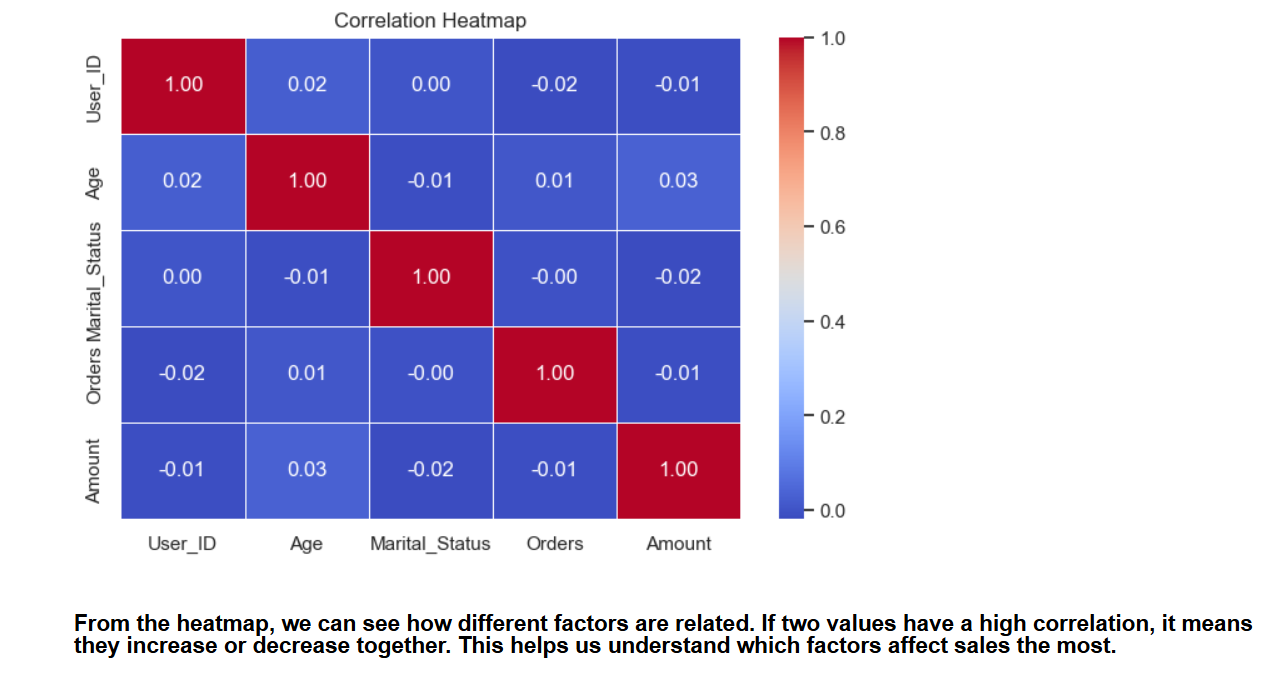 Correlation Heatmap
User_ID 1.00 0.02 0.00 -0.02 -0.01
Age 0.02 1.00 -0.01 0.01 0.03
Marital_Status 0.00 -0.01 1.00 -0.00 -0.02
Orders -0.02 0.01 -0.00 1.00 -0.01
Amount -0.01 0.03 -0.02 -0.01 1.00
User_ID Age Marital_Status Orders Amount
1.0
0.8
0.6
0.4
0.2
0.0
From the heatmap, we can see how different factors are related. If two values have a high correlation, it means
they increase or decrease together. This helps us understand which factors affect sales the most.